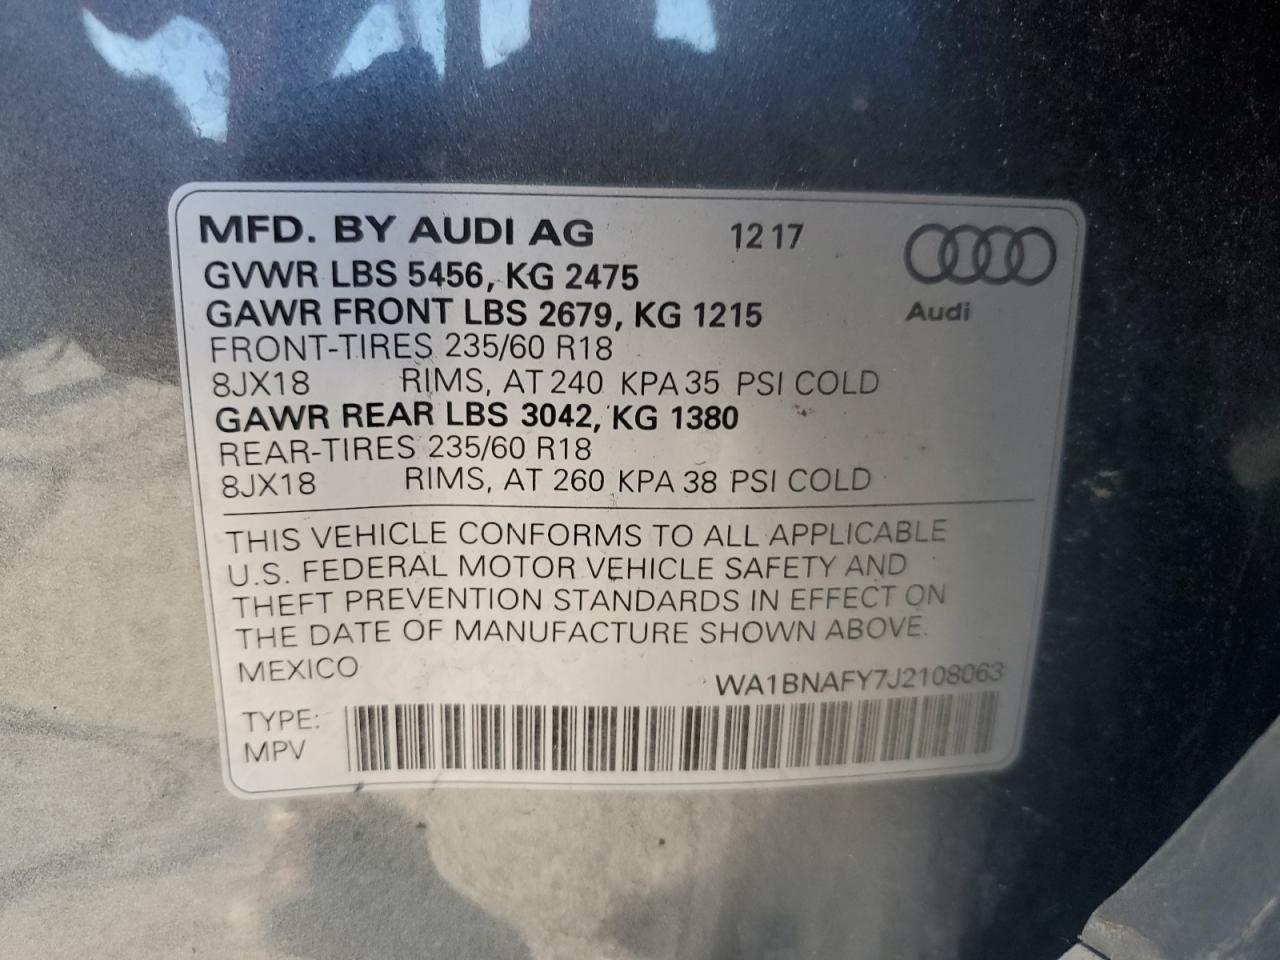 MFD. BY AUDI AG 12 17
GVWR LBS 5456, KG 2475
GAWR FRONT LBS 2679, KG 1215
Audi
FRONT-TIRES 235/60 R18
8JX18 RIMS, AT 240 KPA 35 PSI COLD
GAWR REAR LBS 3042, KG 1380
REAR-TIRES 235/60 R18
8JX18 RIMS, AT 260 KPA 38 PSI COLD
THIS VEHICLE CONFORMS TO ALL APPLICABLE
U.S. FEDERAL MOTOR VEHICLE SAFETY AND
THEFT PREVENTION STANDARDS IN EFFECT ON
THE DATE OF MANUFACTURE SHOWN ABOVE.
MEXICO WA1BNAFY7J2108063
TYPE:
MPV